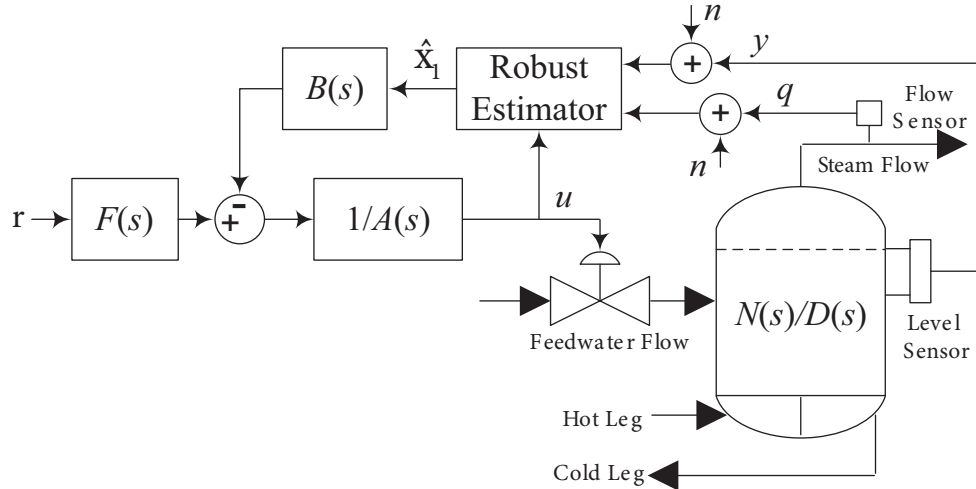 n
x̂₁
y
Robust
Estimator
B(s)
+
q
Flow
Sensor
+
n
Steam Flow
r
F(s)
+
-
1/A(s)
u
N(s)/D(s)
Feedwater Flow
Level
Sensor
Hot Leg
Cold Leg